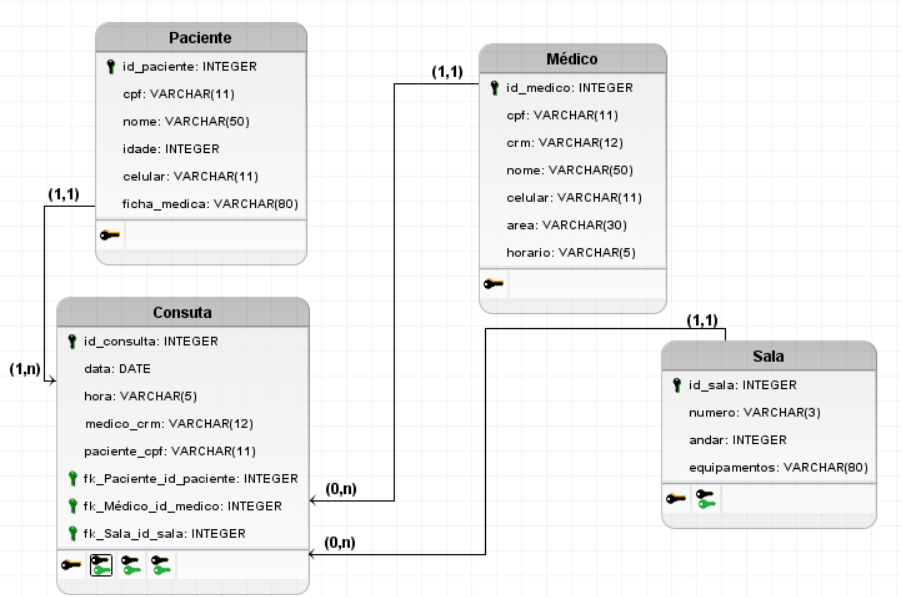 Paciente
id_paciente: INTEGER
cpf: VARCHAR(11)
nome: VARCHAR(50)
idade: INTEGER
celular: VARCHAR(11)
ficha_medica: VARCHAR(80)
(1,1)
(1,n)
Médico
(1,1)
id_medico: INTEGER
cpf: VARCHAR(11)
crm: VARCHAR(12)
nome: VARCHAR(50)
celular: VARCHAR(11)
area: VARCHAR(30)
horario: VARCHAR(5)
Consuta
id_consulta: INTEGER
data: DATE
hora: VARCHAR(5)
medico_crm: VARCHAR(12)
paciente_cpf: VARCHAR(11)
fk_Paciente_id_paciente: INTEGER
fk_Médico_id_medico: INTEGER
fk_Sala_id_sala: INTEGER
(0,n)
(0,n)
(1,1)
Sala
id_sala: INTEGER
numero: VARCHAR(3)
andar: INTEGER
equipamentos: VARCHAR(80)